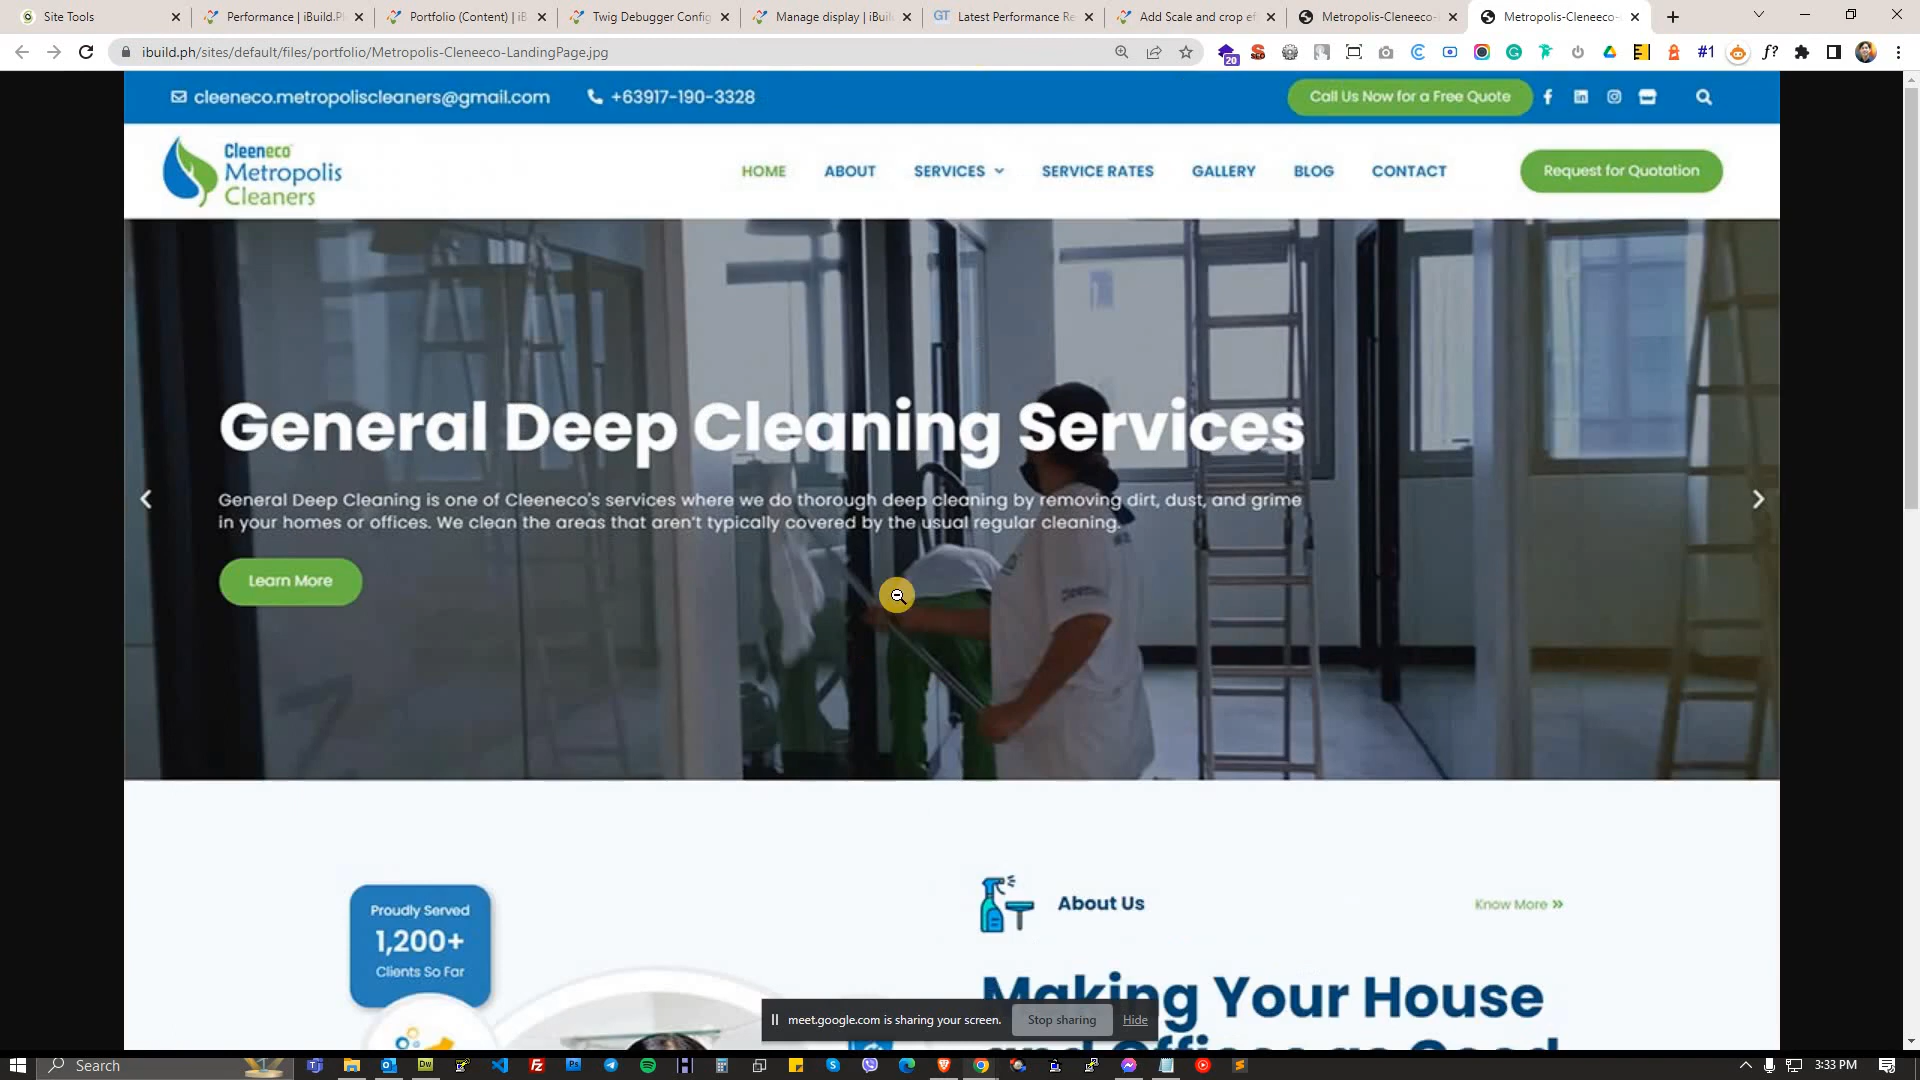 Site Tools
Performance | iBuild.P
Portfolio (Content) | iB
Twig Debugger Config
Manage display | iBuil
GT Latest Performance Re
Add Scale and crop ef
Metropolis-Cleneeco-
Metropolis-Cleneeco-
ibuild.ph/sites/default/files/portfolio/Metropolis-Cleneeco-LandingPage.jpg
20
#1
f?
cleeneco.metropoliscleaners@gmail.com
+63917-190-3328
Call Us Now for a Free Quote
Cleeneco
Metropolis
Cleaners
HOME
ABOUT
SERVICES
SERVICE RATES
GALLERY
BLOG
CONTACT
Request for Quotation
General Deep Cleaning Services
General Deep Cleaning is one of Cleeneco's services where we do thorough deep cleaning by removing dirt, dust, and grime
in your homes or offices. We clean the areas that aren't typically covered by the usual regular cleaning.
Learn More
Proudly Served
1,200+
Clients So Far
About Us
Know More »
Making Your House
and Offices as Good
meet.google.com is sharing your screen.
Stop sharing
Hide
Search
3:33 PM